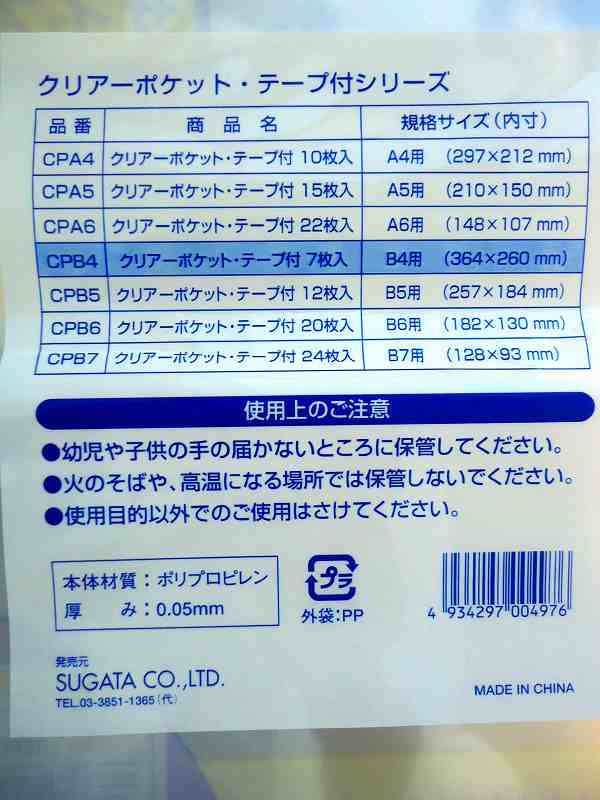 クリアーポケット・テープ付シリーズ
品番 商品名 規格サイズ(内寸)
CPA4 クリアーポケット・テープ付 10枚入 A4用 (297×212 mm)
CPA5 クリアーポケット・テープ付 15枚入 A5用 (210×150 mm)
CPA6 クリアーポケット・テープ付 22枚入 A6用 (148×107 mm)
CPB4 クリアーポケット・テープ付 7枚入 B4用 (364×260 mm)
CPB5 クリアーポケット・テープ付 12枚入 B5用 (257×184 mm)
CPB6 クリアーポケット・テープ付 20枚入 B6用 (182×130 mm)
CPB7 クリアーポケット・テープ付 24枚入 B7用 (128×93 mm)
使用上のご注意
●幼児や子供の手の届かないところに保管してください。
●火のそばや、高温になる場所では保管しないでください。
●使用目的以外でのご使用はさけてください。
本体材質：ポリプロピレン
厚み：0.05mm
プラ
外袋：PP
4 934297 004976
発売元
SUGATA CO.,LTD.
TEL.03-3851-1365(代)
MADE IN CHINA